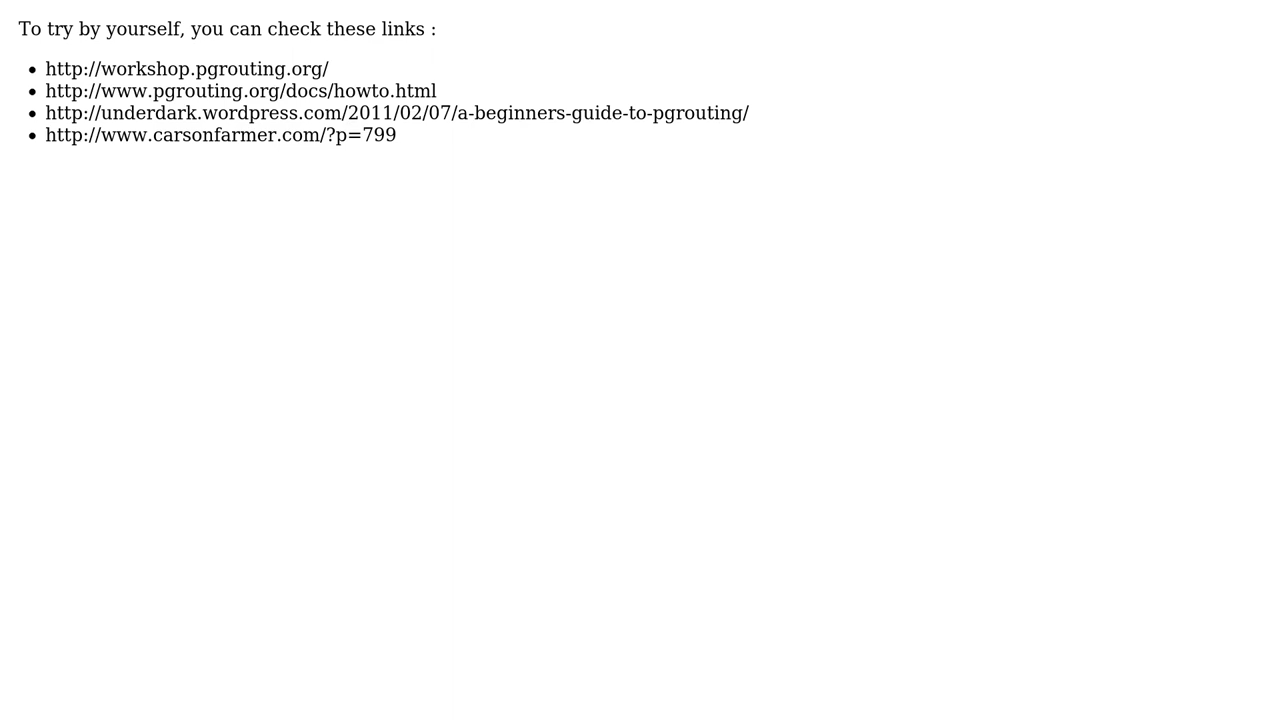 To try by yourself, you can check these links :
• http://workshop.pgrouting.org/
• http://www.pgrouting.org/docs/howto.html
• http://underdark.wordpress.com/2011/02/07/a-beginners-guide-to-pgrouting/
• http://www.carsonfarmer.com/?p=799